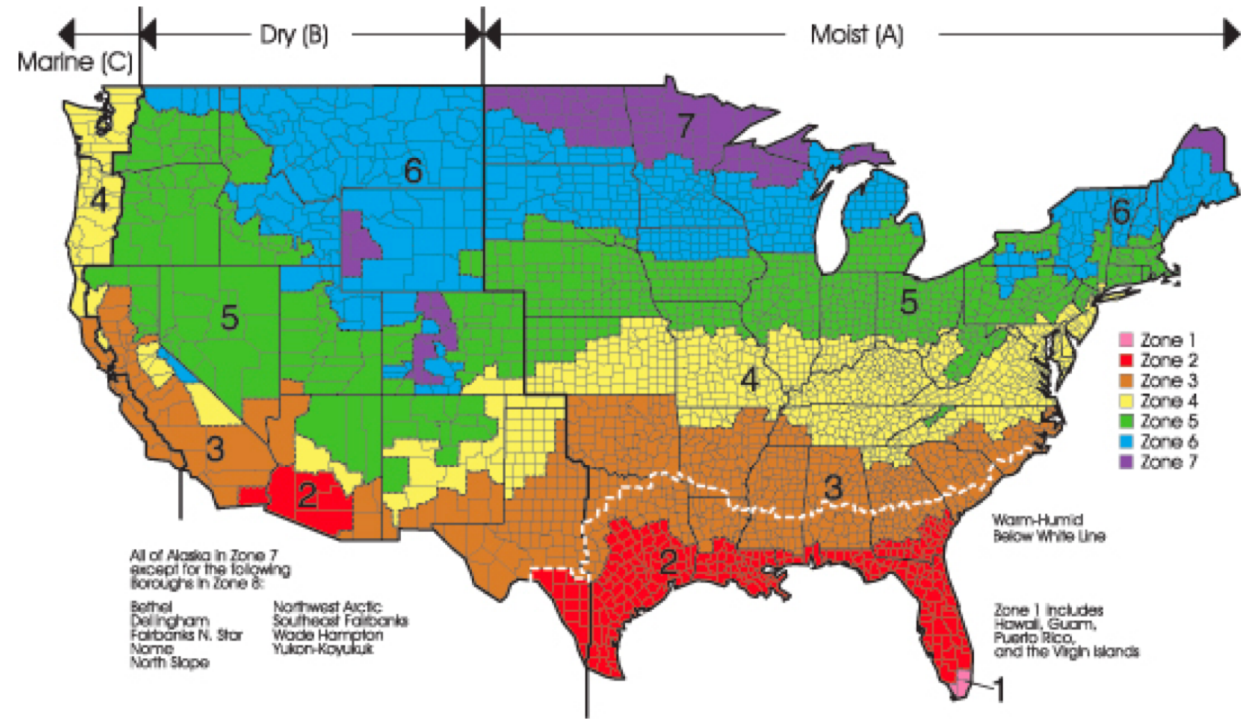 Marine (C)
Dry (B)
Moist (A)
7
6
4
6
5
5
4
3
3
2
2
1
Zone 1
Zone 2
Zone 3
Zone 4
Zone 5
Zone 6
Zone 7
Warm-Humid
Below White Line
All of Alaska in Zone 7
except for the following
Boroughs in Zone 8:
Bethel
Dellingham
Fairbanks N. Star
Nome
North Slope
Northwest Arctic
Southeast Fairbanks
Wade Hampton
Yukon-Koyukuk
Zone 1 includes
Hawaii, Guam,
Puerto Rico,
and the Virgin Islands